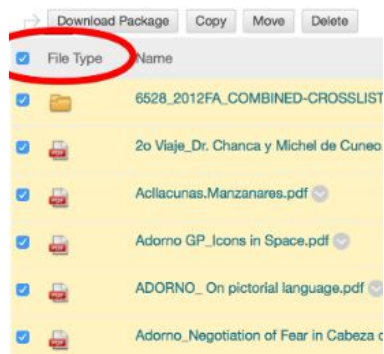 Download Package Copy Move Delete
File Type Name
6528_2012FA_COMBINED-CROSSLIST
2o Viaje_Dr. Chanca y Michel de Cuneo
Acllacunas.Manzanares.pdf
Adorno GP_Icons in Space.pdf
ADORNO_ On pictorial language.pdf
Adorno_Negotiation of Fear in Cabeza